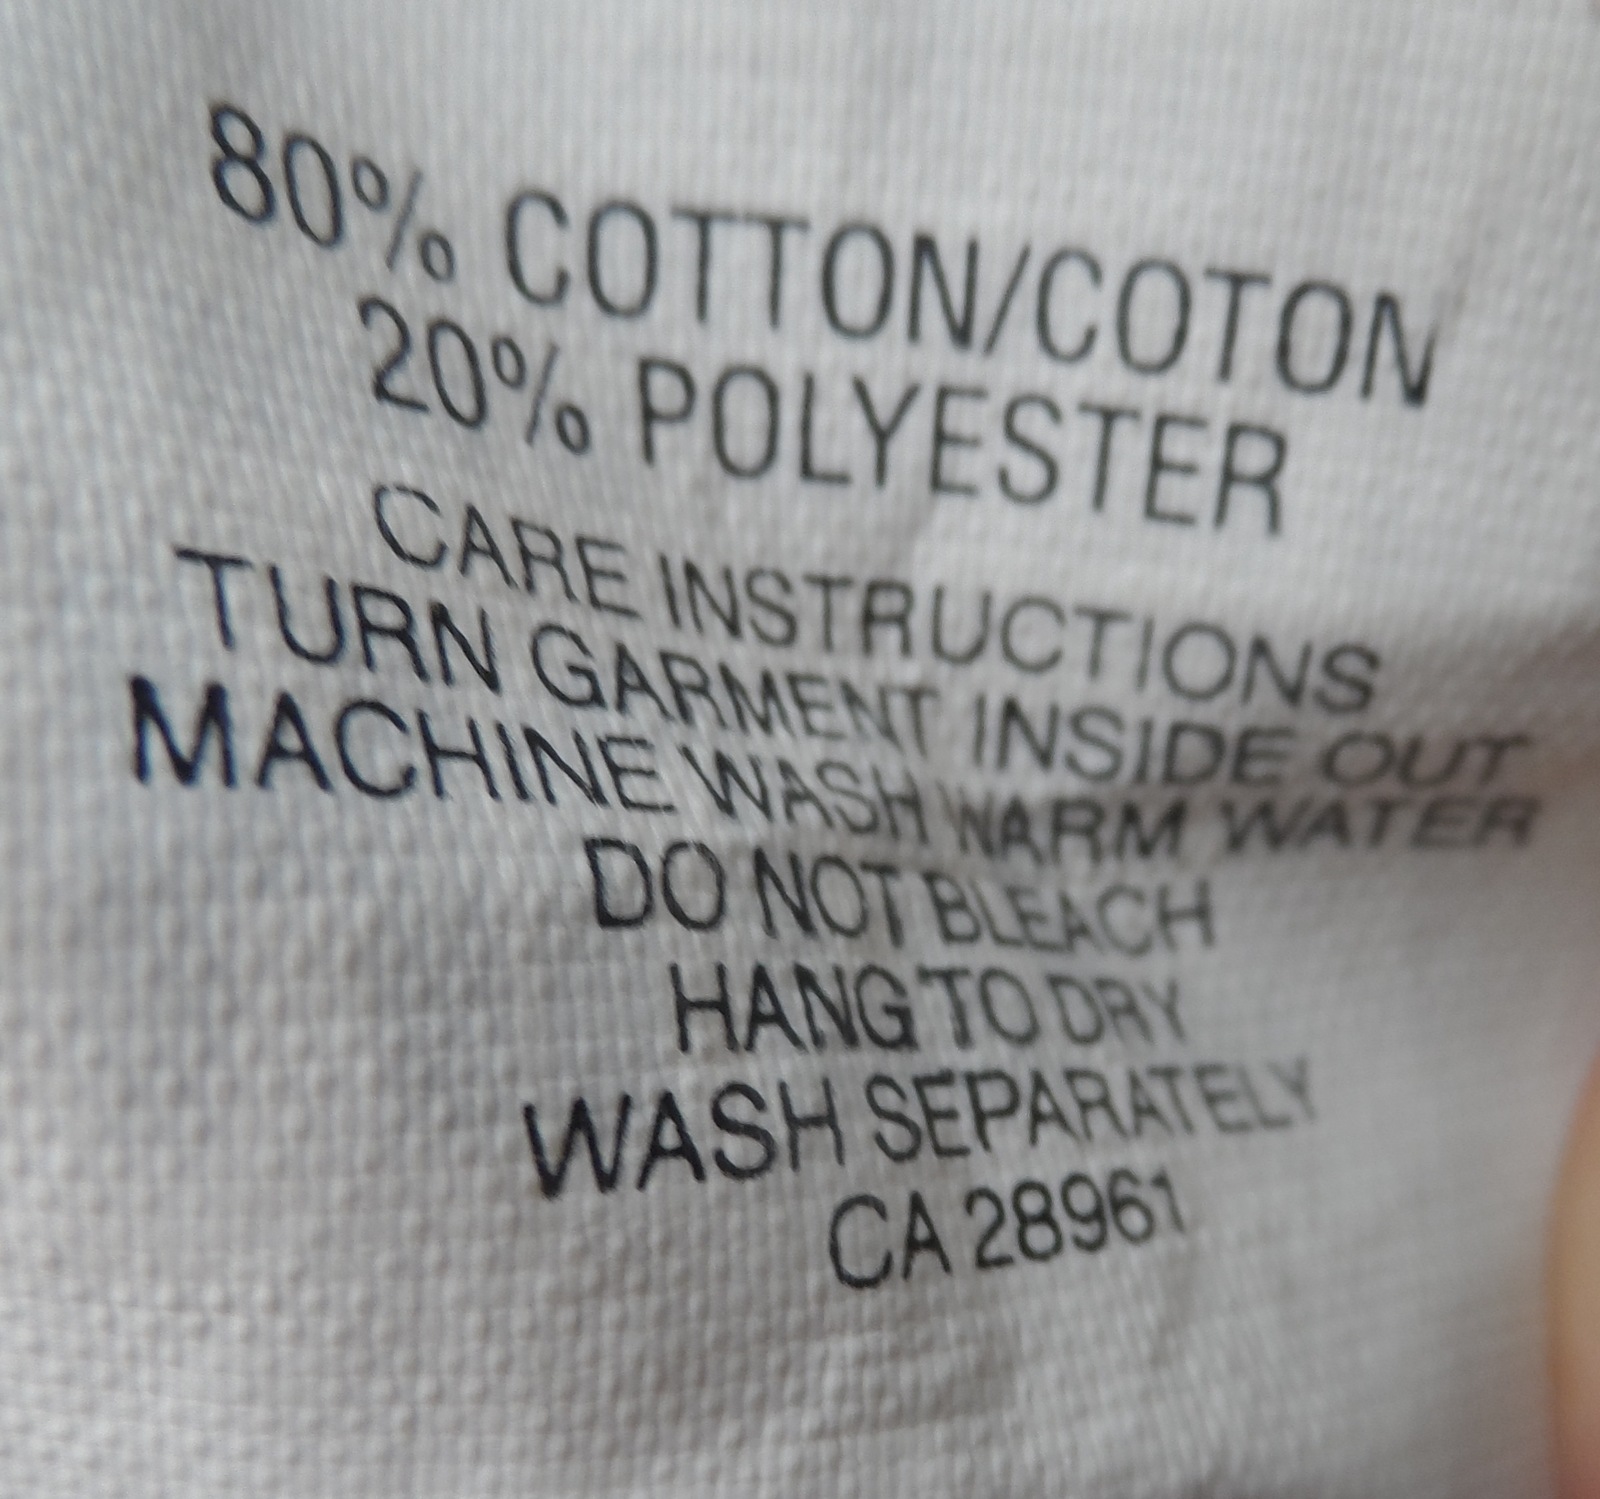 80% COTTON/COTON
20% POLYESTER
CARE INSTRUCTIONS
TURN GARMENT INSIDE OUT
MACHINE WASH WARM WATER
DO NOT BLEACH
HANG TO DRY
WASH SEPARATELY
CA 28961